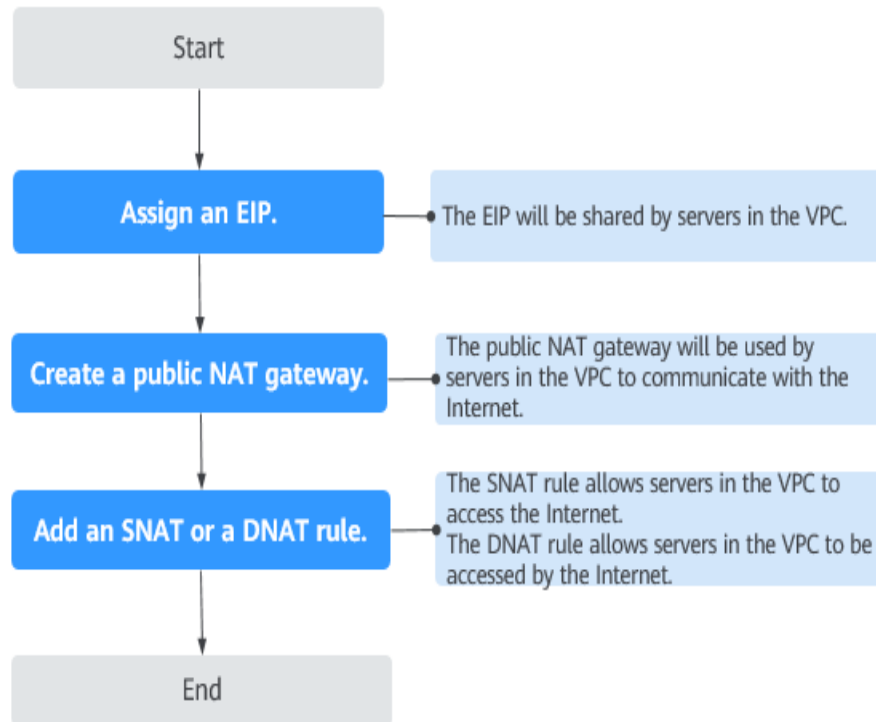 Start
Assign an EIP.
The EIP will be shared by servers in the VPC.
Create a public NAT gateway.
The public NAT gateway will be used by
servers in the VPC to communicate with the
Internet.
Add an SNAT or a DNAT rule.
The SNAT rule allows servers in the VPC to
access the Internet.
The DNAT rule allows servers in the VPC to be
accessed by the Internet.
End